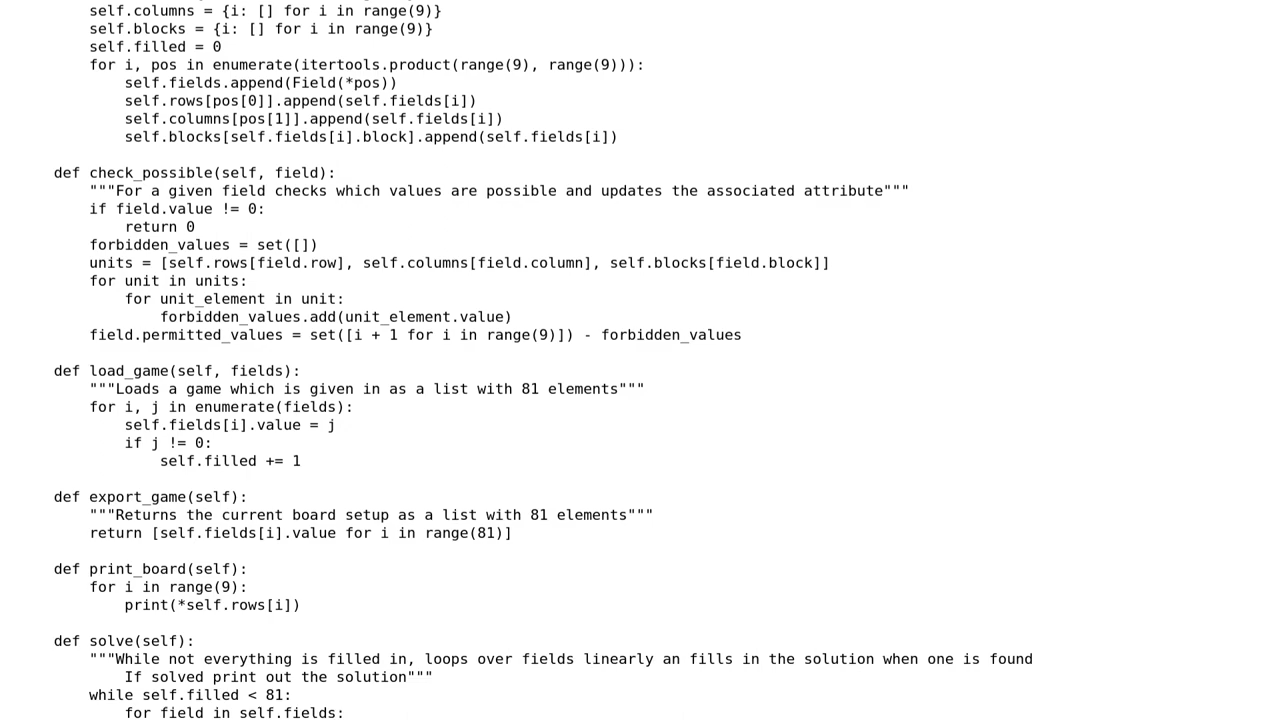 self.columns = {i: [] for i in range(9)}
self.blocks = {i: [] for i in range(9)}
self.filled = 0
for i, pos in enumerate(itertools.product(range(9), range(9))):
self.fields.append(Field(*pos))
self.rows[pos[0]].append(self.fields[i])
self.columns[pos[1]].append(self.fields[i])
self.blocks[self.fields[i].block].append(self.fields[i])
def check_possible(self, field):
"""For a given field checks which values are possible and updates the associated attribute"""
if field.value != 0:
return 0
forbidden_values = set([])
units = [self.rows[field.row], self.columns[field.column], self.blocks[field.block]]
for unit in units:
for unit_element in unit:
forbidden_values.add(unit_element.value)
field.permitted_values = set([i + 1 for i in range(9)]) - forbidden_values
def load_game(self, fields):
"""Loads a game which is given in as a list with 81 elements"""
for i, j in enumerate(fields):
self.fields[i].value = j
if j != 0:
self.filled += 1
def export_game(self):
"""Returns the current board setup as a list with 81 elements"""
return [self.fields[i].value for i in range(81)]
def print_board(self):
for i in range(9):
print(*self.rows[i])
def solve(self):
"""While not everything is filled in, loops over fields linearly an fills in the solution when one is found
If solved print out the solution"""
while self.filled < 81:
for field in self.fields: